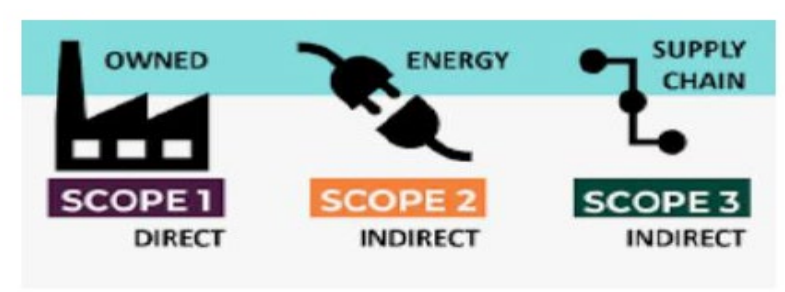 OWNED
SCOPE 1
DIRECT
ENERGY
SCOPE 2
INDIRECT
SUPPLY
CHAIN
SCOPE 3
INDIRECT